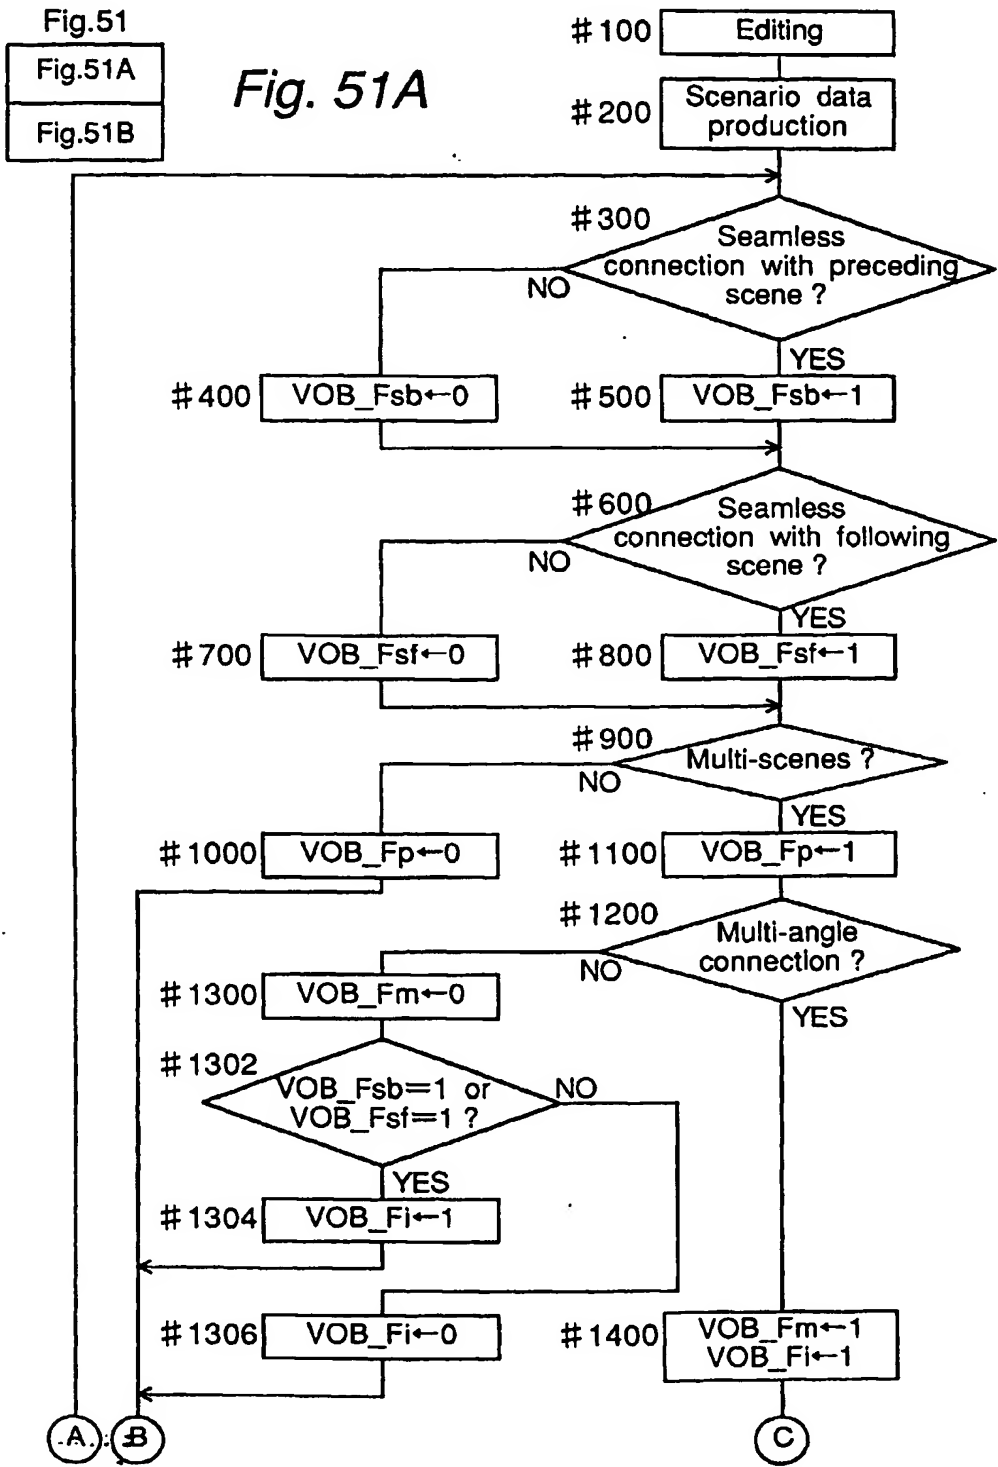 Fig.51
Fig.51A
Fig.51B
Fig. 51A
#100
Editing
#200
Scenario data
production
#300
Seamless
connection with preceding
scene ?
NO
YES
#400
VOB_Fsb←0
#500
VOB_Fsb←1
#600
Seamless
connection with following
scene ?
NO
YES
#700
VOB_Fsf←0
#800
VOB_Fsf←1
#900
Multi-scenes ?
NO
YES
#1000
VOB_Fp←0
#1100
VOB_Fp←1
#1200
Multi-angle
connection ?
NO
YES
#1300
VOB_Fm←0
#1302
VOB_Fsb=1 or
VOB_Fsf=1 ?
NO
YES
#1304
VOB_Fi←1
#1306
VOB_Fi←0
#1400
VOB_Fm←1
VOB_Fi←1
A
B
C